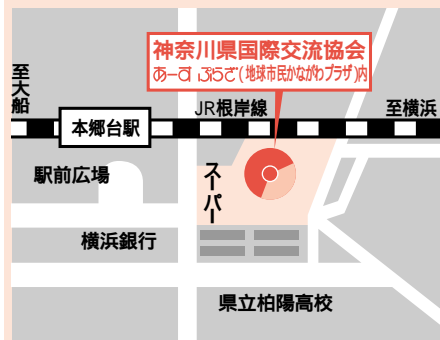 神奈川県国際交流協会
あーすぷらざ(地球市民かながわプラザ)内
至大船
JR根岸線
至横浜
本郷台駅
駅前広場
スーパー
横浜銀行
県立柏陽高校